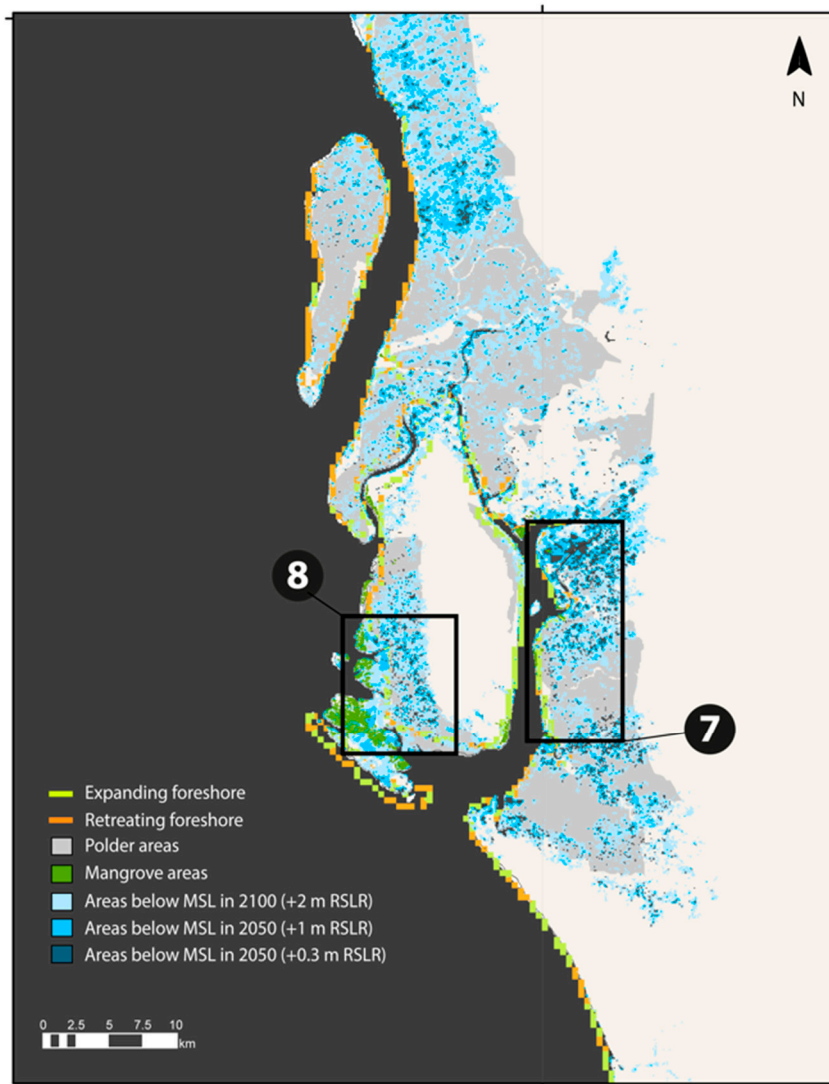 N
8
7
Expanding foreshore
Retreating foreshore
Polder areas
Mangrove areas
Areas below MSL in 2100 (+2 m RSLR)
Areas below MSL in 2050 (+1 m RSLR)
Areas below MSL in 2050 (+0.3 m RSLR)
0 2.5 5 7.5 10
km